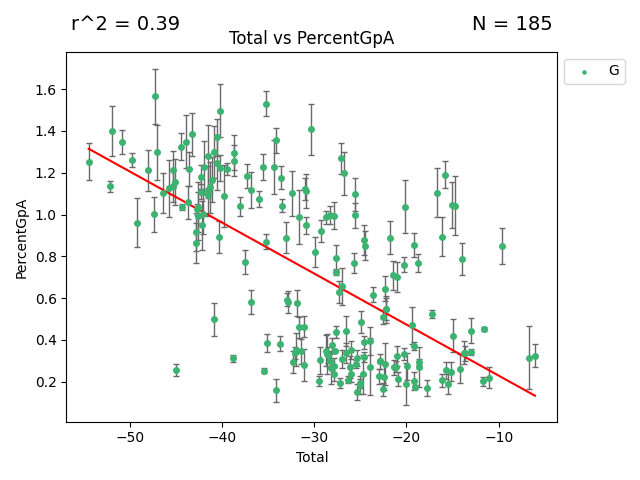 r^2 = 0.39
N = 185
Total vs PercentGpA
G
PercentGpA
1.6
1.4
1.2
1.0
0.8
0.6
0.4
0.2
−50 −40 −30 −20 −10
Total